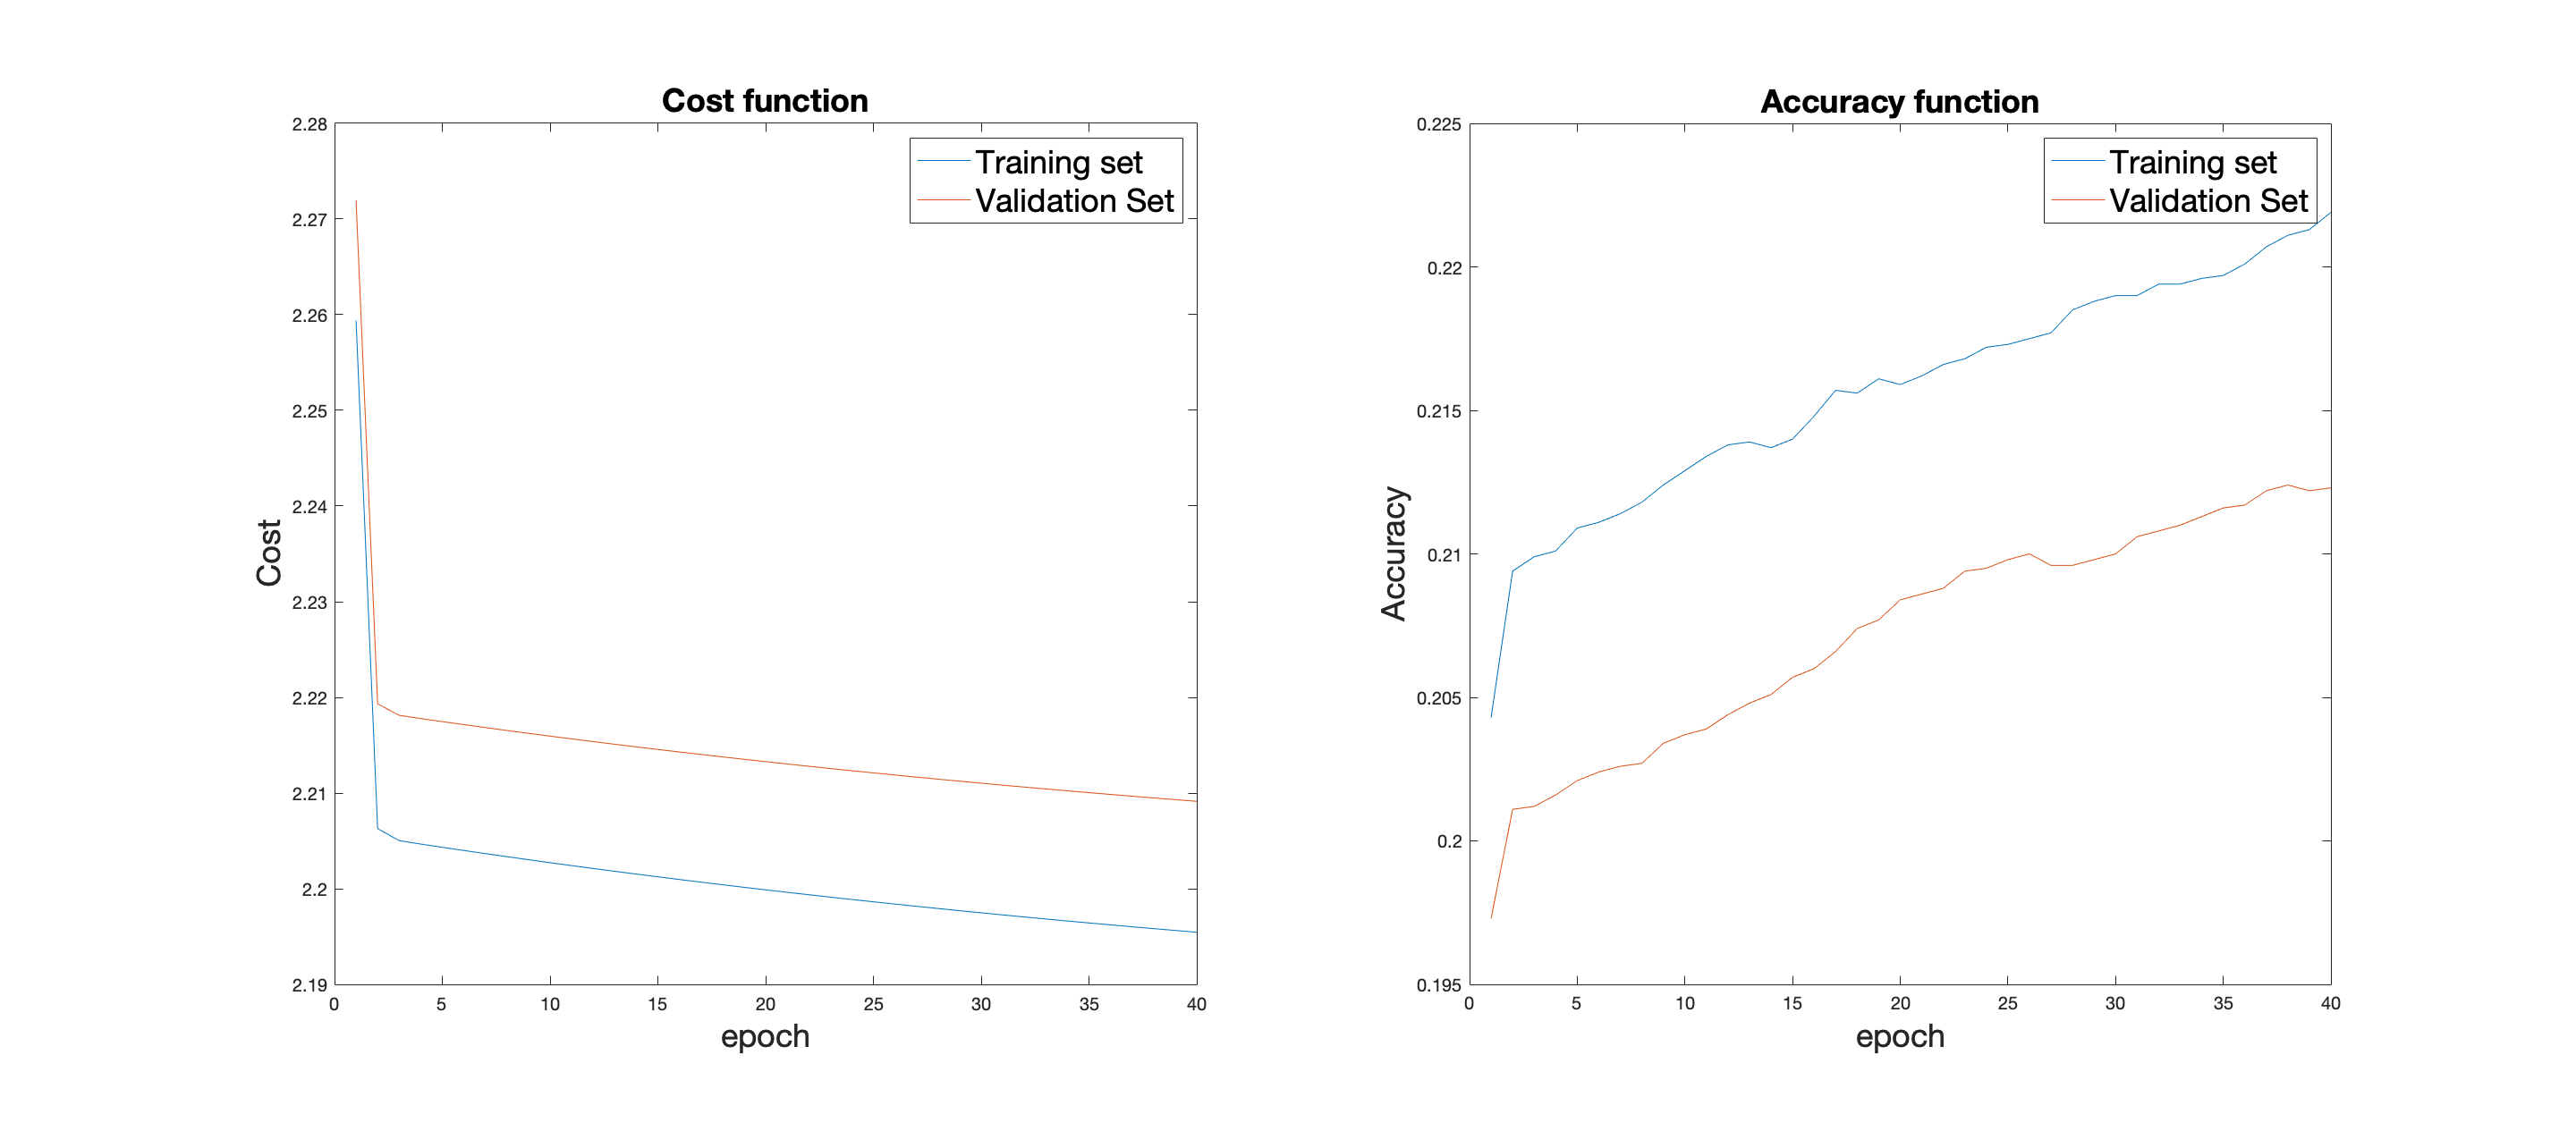 Cost function
2.28
2.27
2.26
2.25
2.24
2.23
2.22
2.21
2.2
2.19
Cost
Training set
Validation Set
0 5 10 15 20 25 30 35 40
epoch
Accuracy function
0.225
0.22
0.215
0.21
0.205
0.2
0.195
Accuracy
Training set
Validation Set
0 5 10 15 20 25 30 35 40
epoch